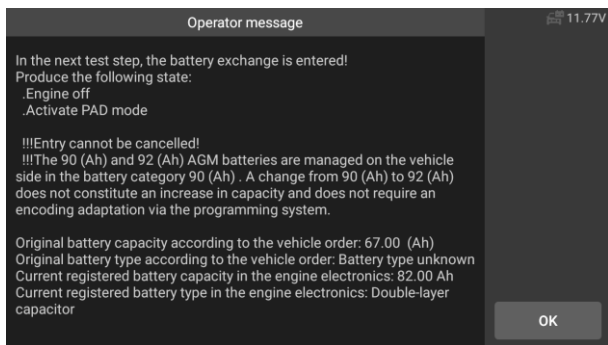 Operator message
11.77V
In the next test step, the battery exchange is entered!
Produce the following state:
.Engine off
.Activate PAD mode
!!!Entry cannot be cancelled!
!!!The 90 (Ah) and 92 (Ah) AGM batteries are managed on the vehicle
side in the battery category 90 (Ah) . A change from 90 (Ah) to 92 (Ah)
does not constitute an increase in capacity and does not require an
encoding adaptation via the programming system.
Original battery capacity according to the vehicle order: 67.00 (Ah)
Original battery type according to the vehicle order: Battery type unknown
Current registered battery capacity in the engine electronics: 82.00 Ah
Current registered battery type in the engine electronics: Double-layer
capacitor
OK